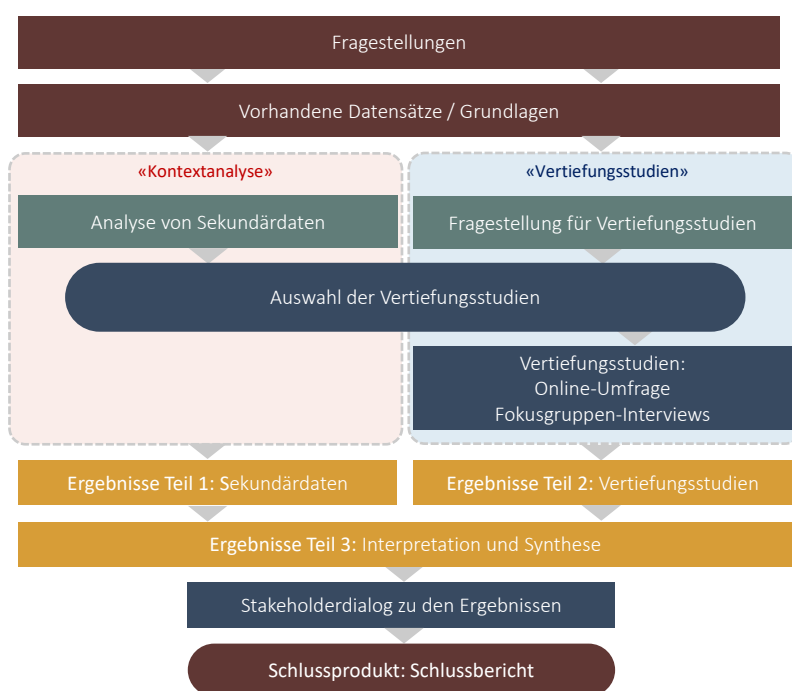 Fragestellungen
Vorhandene Datensätze / Grundlagen
«Kontextanalyse»
Analyse von Sekundärdaten
«Vertiefungsstudien»
Fragestellung für Vertiefungsstudien
Auswahl der Vertiefungsstudien
Vertiefungsstudien:
Online-Umfrage
Fokusgruppen-Interviews
Ergebnisse Teil 1: Sekundärdaten
Ergebnisse Teil 2: Vertiefungsstudien
Ergebnisse Teil 3: Interpretation und Synthese
Stakeholderdialog zu den Ergebnissen
Schlussprodukt: Schlussbericht